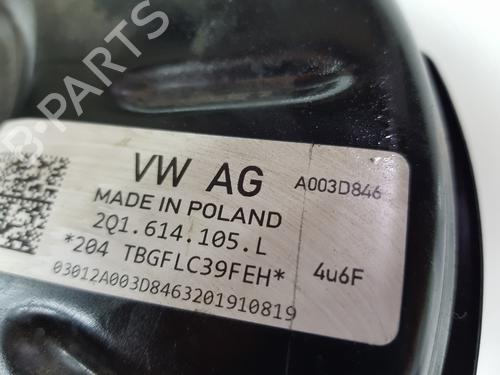 B-PARTS
VW AG
A003D846
MADE IN POLAND
2Q1.614.105.L
*204 TBGFLC39FEH*
4u6F
03012A003D8463201910819